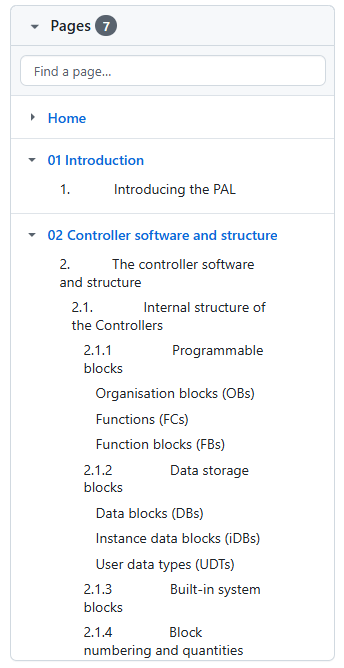 Pages 7
Find a page...
Home
01 Introduction
1. Introducing the PAL
02 Controller software and structure
2. The controller software
and structure
2.1. Internal structure of
the Controllers
2.1.1 Programmable
blocks
Organisation blocks (OBs)
Functions (FCs)
Function blocks (FBs)
2.1.2 Data storage
blocks
Data blocks (DBs)
Instance data blocks (iDBs)
User data types (UDTs)
2.1.3 Built-in system
blocks
2.1.4 Block
numbering and quantities